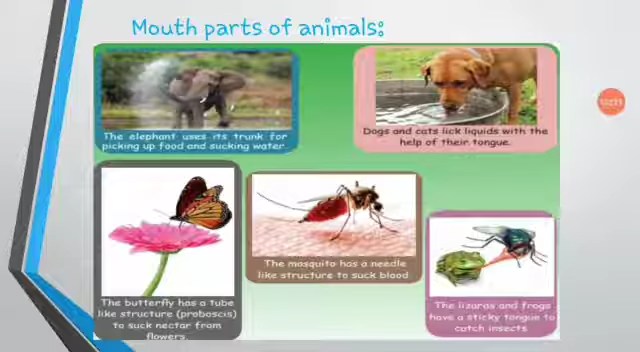 Mouth parts of animals:
The elephant uses its trunk for
picking up food and sucking water.
Dogs and cats lick liquids with the
help of their tongue.
The mosquito has a needle
like structure to suck blood
The butterfly has a tube
like structure (proboscis)
to suck nectar from
flowers.
The lizards and frogs
have a sticky tongue to
catch insects